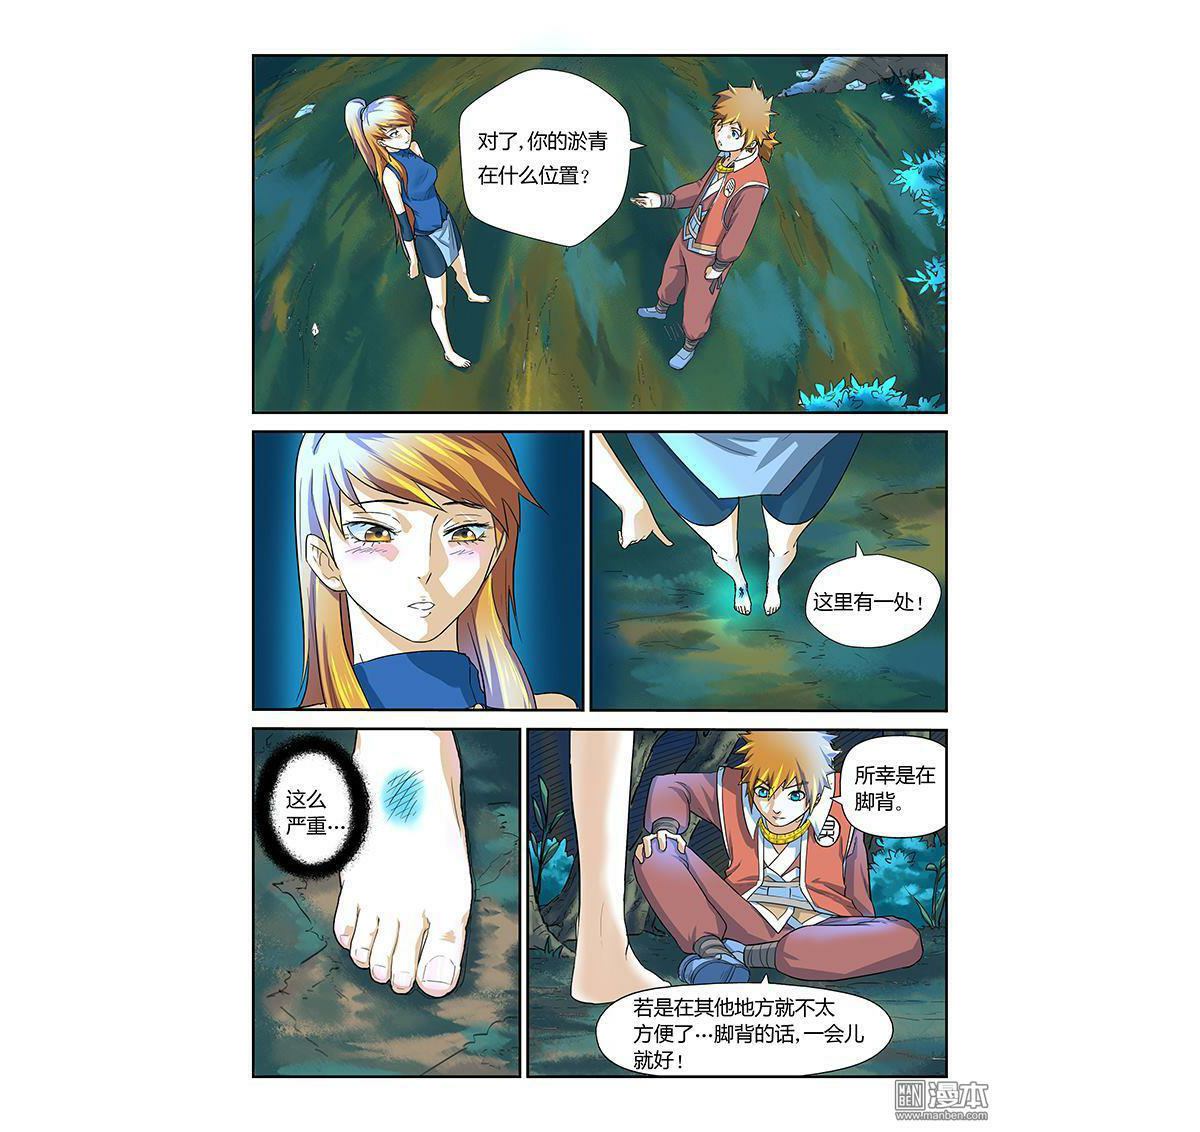 对了，你的淤青
在什么位置？
这里有一处！
这么
严重…
所幸是在
脚背。
若是在其他地方就不太
方便了…脚背的话，一会儿
就好！
MAN
BEN
漫本
www.manben.com